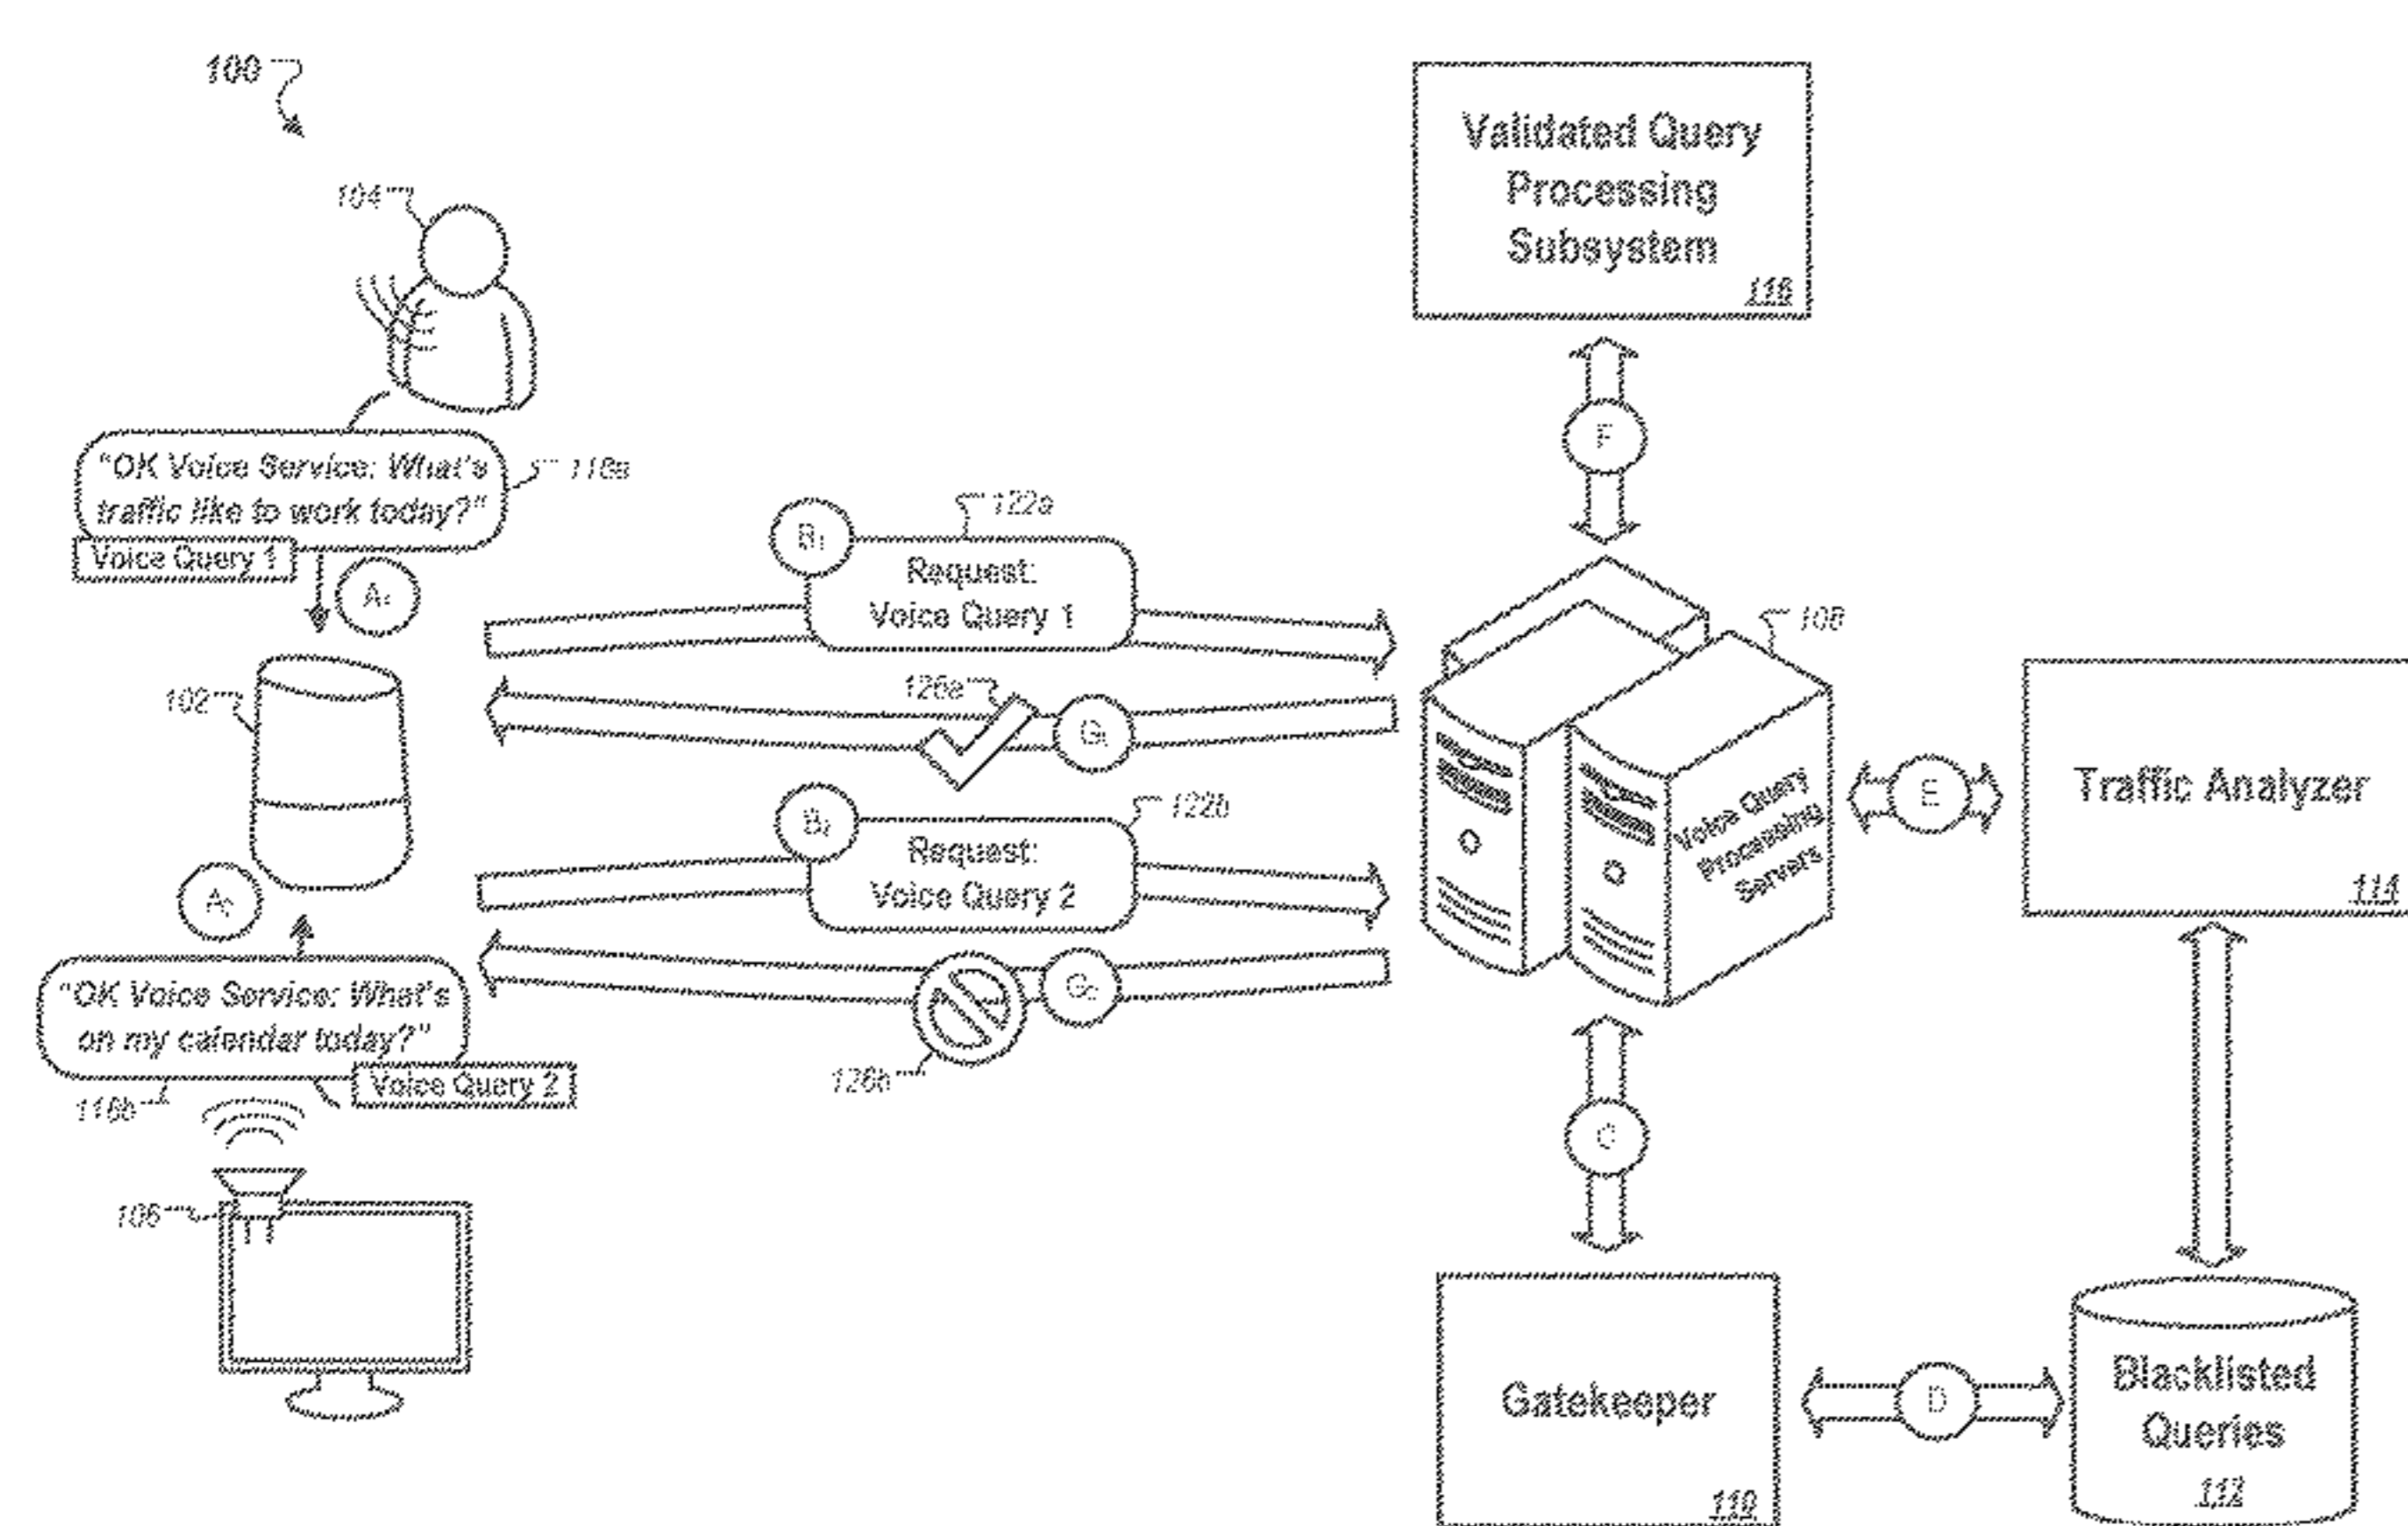 100
104
Validated Query
Processing
Subsystem
116
F
"OK Voice Service: What's
traffic like to work today?"
118a
Voice Query 1
A₁
B₁
122a
Request:
Voice Query 1
108
102
126a
G₁
Voice Query
Processing
Servers
E
Traffic Analyzer
114
B₂
122b
Request:
Voice Query 2
A₂
"OK Voice Service: What's
on my calendar today?"
Voice Query 2
118b
G₂
126b
C
106
Gatekeeper
110
D
Blacklisted
Queries
112